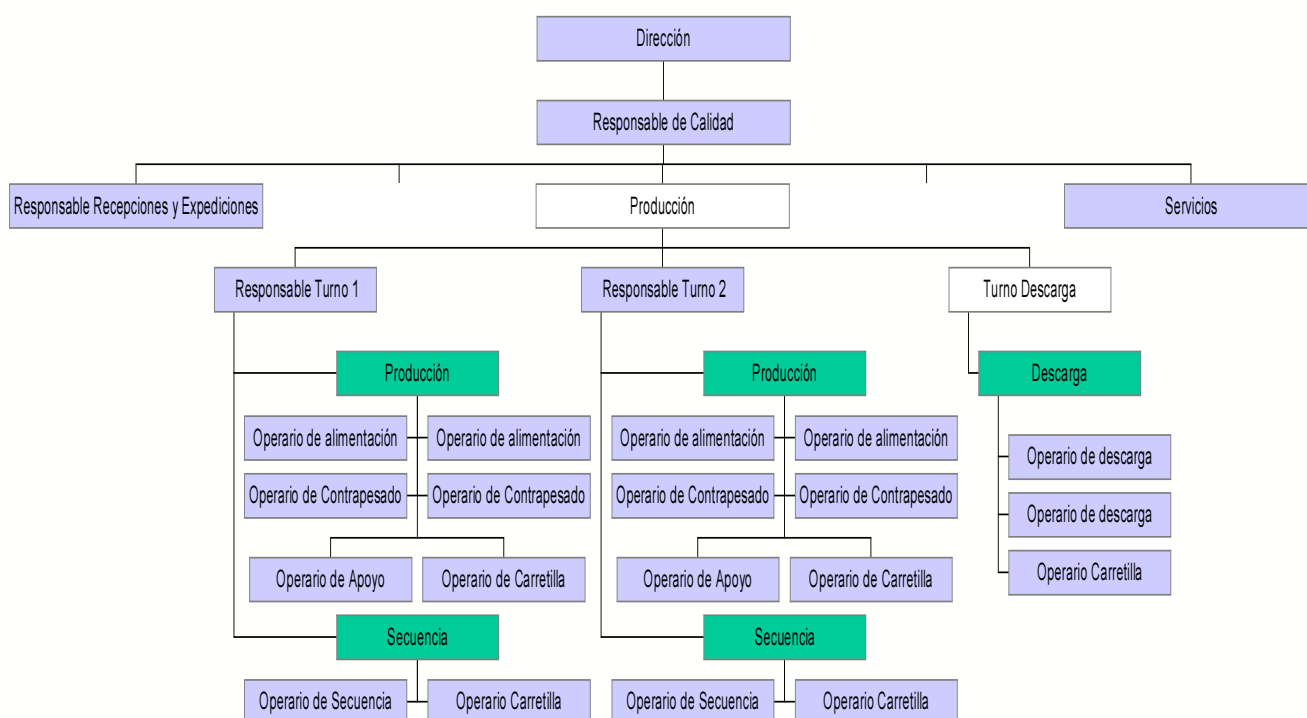 Dirección
Responsable de Calidad
Responsable Recepciones y Expediciones
Producción
Servicios
Responsable Turno 1
Responsable Turno 2
Turno Descarga
Producción
Producción
Descarga
Operario de alimentación
Operario de alimentación
Operario de alimentación
Operario de alimentación
Operario de descarga
Operario de Contrapesado
Operario de Contrapesado
Operario de Contrapesado
Operario de Contrapesado
Operario de descarga
Operario de Apoyo
Operario de Carretilla
Operario de Apoyo
Operario de Carretilla
Operario Carretilla
Secuencia
Secuencia
Operario de Secuencia
Operario Carretilla
Operario de Secuencia
Operario Carretilla